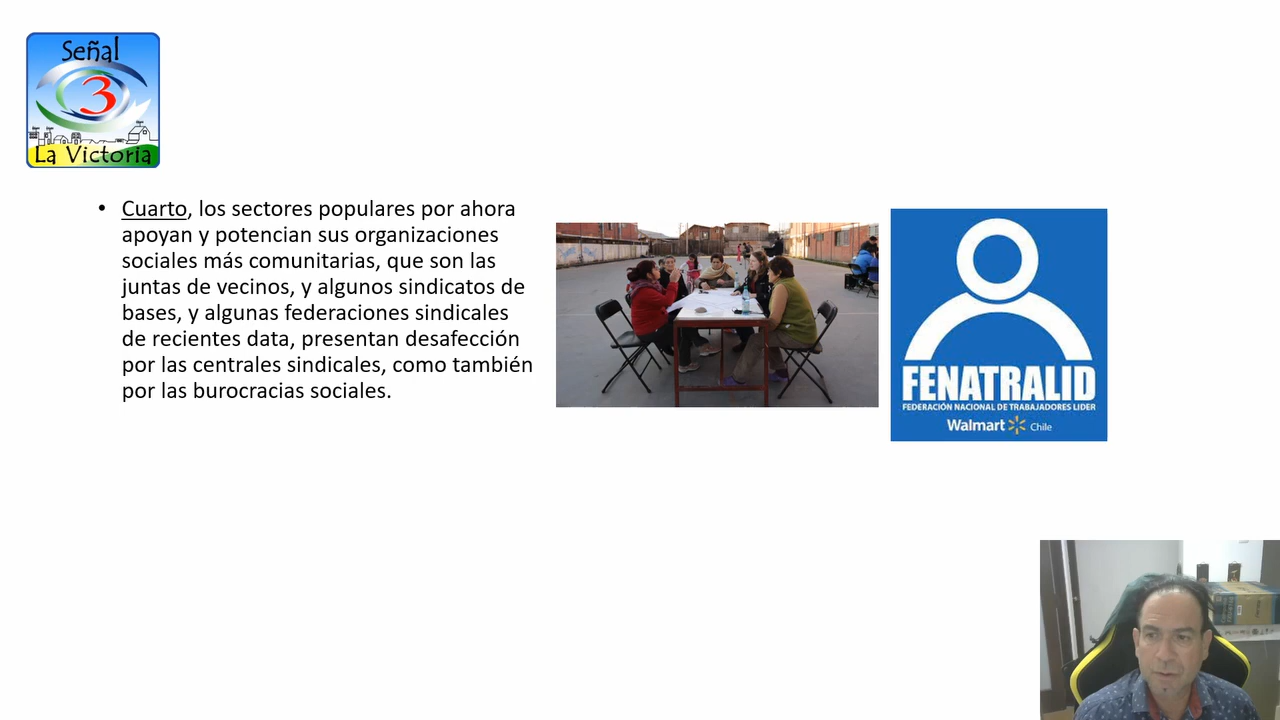 Señal
3
La Victoria
• Cuarto, los sectores populares por ahora
apoyan y potencian sus organizaciones
sociales más comunitarias, que son las
juntas de vecinos, y algunos sindicatos de
bases, y algunas federaciones sindicales
de recientes data, presentan desafección
por las centrales sindicales, como también
por las burocracias sociales.
FENATRALID
FEDERACIÓN NACIONAL DE TRABAJADORES LIDER
Walmart Chile